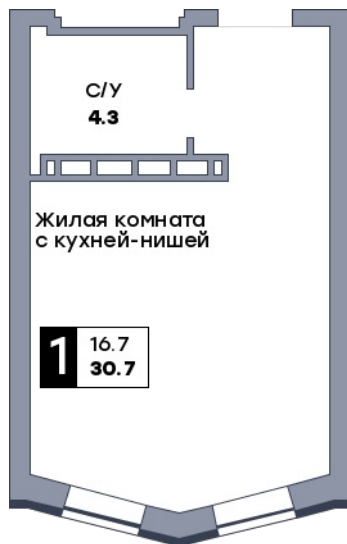 С/У
4.3
Жилая комната
с кухней-нишей
1
16.7
30.7